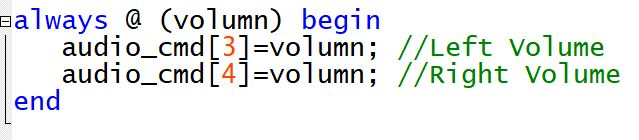 always @ (volumn) begin
audio_cmd[3]=volumn; //Left Volume
audio_cmd[4]=volumn; //Right Volume
end